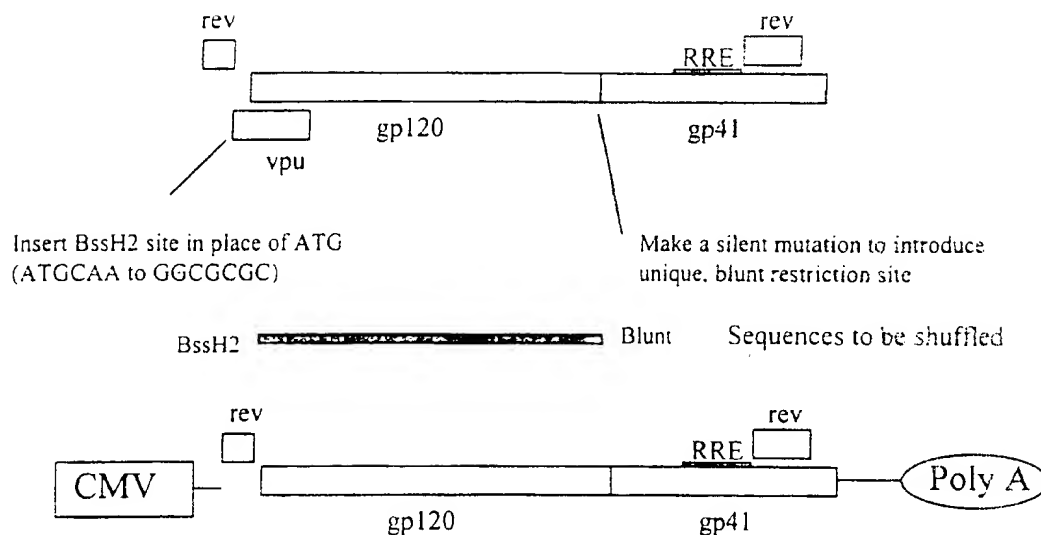 rev
rev
RRE
gp120
gp41
vpu
Insert BssH2 site in place of ATG
(ATGCAA to GGCGCGC)
Make a silent mutation to introduce
unique, blunt restriction site
BssH2
Blunt
Sequences to be shuffled
rev
rev
RRE
CMV
Poly A
gp120
gp41